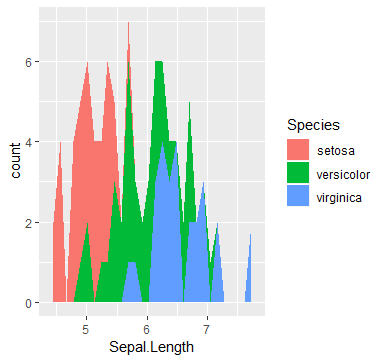 6
4
2
0
count
5
6
7
Sepal.Length
Species
setosa
versicolor
virginica